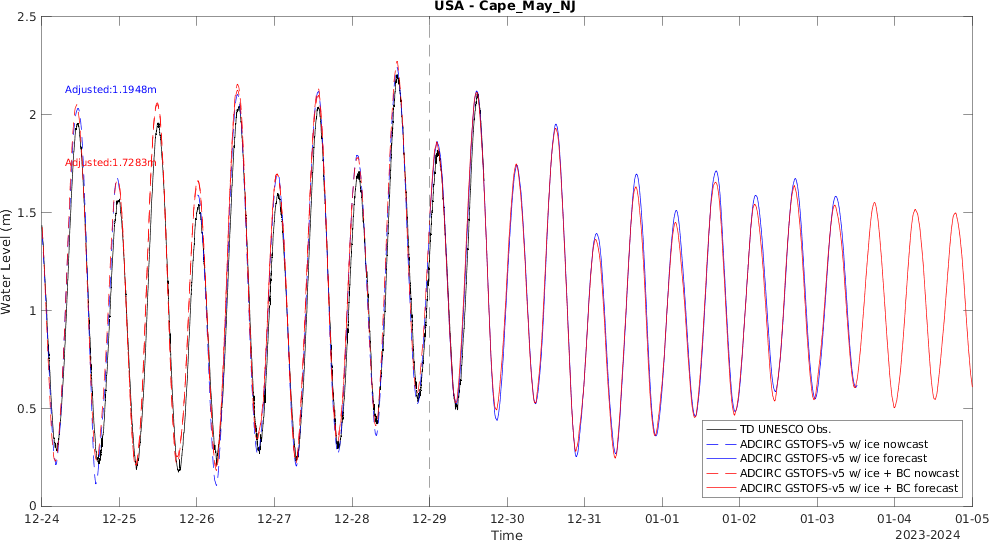 USA - Cape_May_NJ
2.5
2
1.5
1
0.5
0
Water Level (m)
Adjusted:1.1948m
Adjusted:1.7283m
TD UNESCO Obs.
ADCIRC GSTOFS-v5 w/ ice nowcast
ADCIRC GSTOFS-v5 w/ ice forecast
ADCIRC GSTOFS-v5 w/ ice + BC nowcast
ADCIRC GSTOFS-v5 w/ ice + BC forecast
12-24 12-25 12-26 12-27 12-28 12-29 12-30 12-31 01-01 01-02 01-03 01-04 01-05
Time
2023-2024